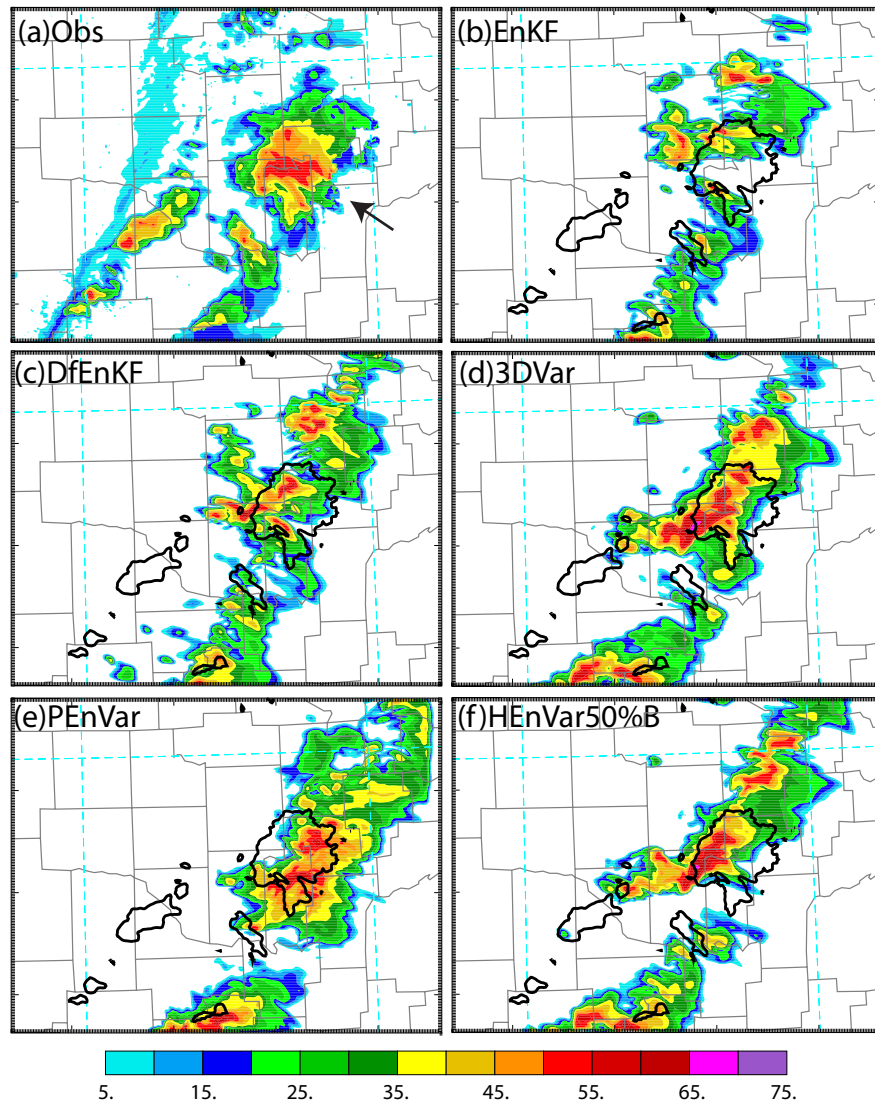 (a)Obs
(b)EnKF
(c)DfEnKF
(d)3DVar
(e)PEnVar
(f)HEnVar50%B
5. 15. 25. 35. 45. 55. 65. 75.